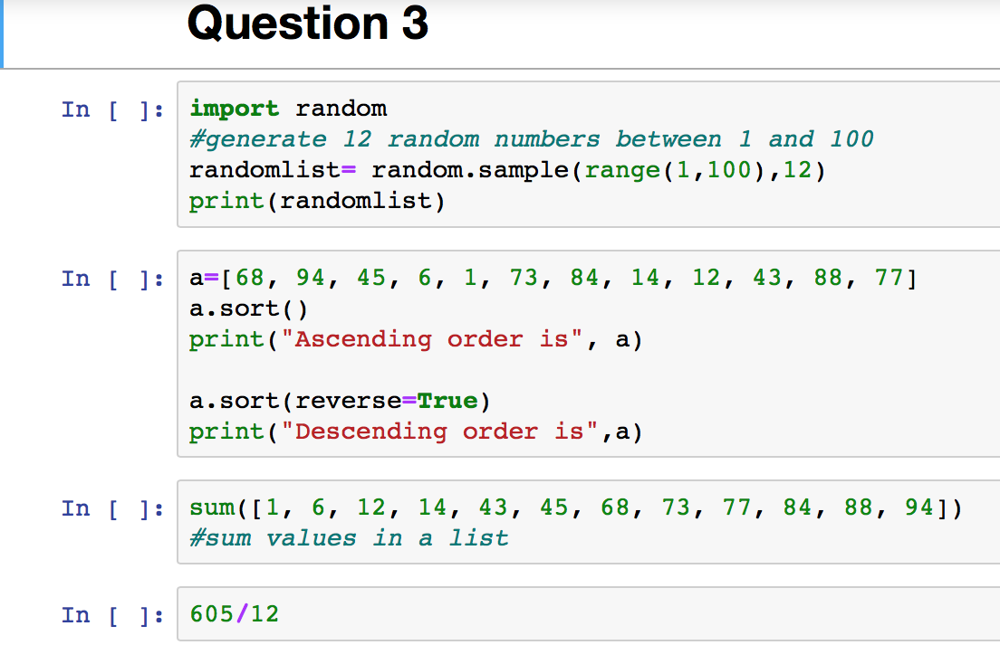 Question 3
In [ ]:
import random
#generate 12 random numbers between 1 and 100
randomlist= random.sample(range(1,100),12)
print(randomlist)
In [ ]:
a=[68, 94, 45, 6, 1, 73, 84, 14, 12, 43, 88, 77]
a.sort()
print("Ascending order is", a)
a.sort(reverse=True)
print("Descending order is",a)
In [ ]:
sum([1, 6, 12, 14, 43, 45, 68, 73, 77, 84, 88, 94])
#sum values in a list
In [ ]:
605/12